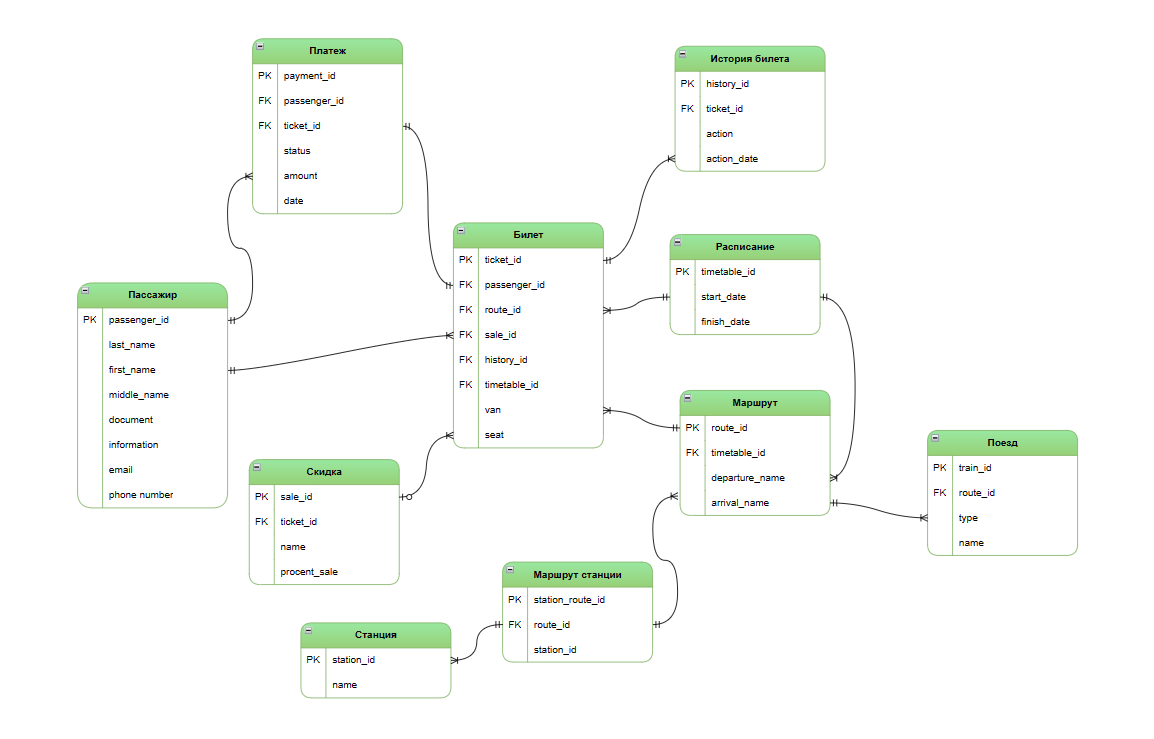 Платеж
PK payment_id
FK passenger_id
FK ticket_id
status
amount
date
История билета
PK history_id
FK ticket_id
action
action_date
Билет
PK ticket_id
FK passenger_id
FK route_id
FK sale_id
FK history_id
FK timetable_id
van
seat
Расписание
PK timetable_id
start_date
finish_date
Пассажир
PK passenger_id
last_name
first_name
middle_name
document
information
email
phone number
Маршрут
PK route_id
FK timetable_id
departure_name
arrival_name
Поезд
PK train_id
FK route_id
type
name
Скидка
PK sale_id
FK ticket_id
name
procent_sale
Маршрут станции
PK station_route_id
FK route_id
station_id
Станция
PK station_id
name